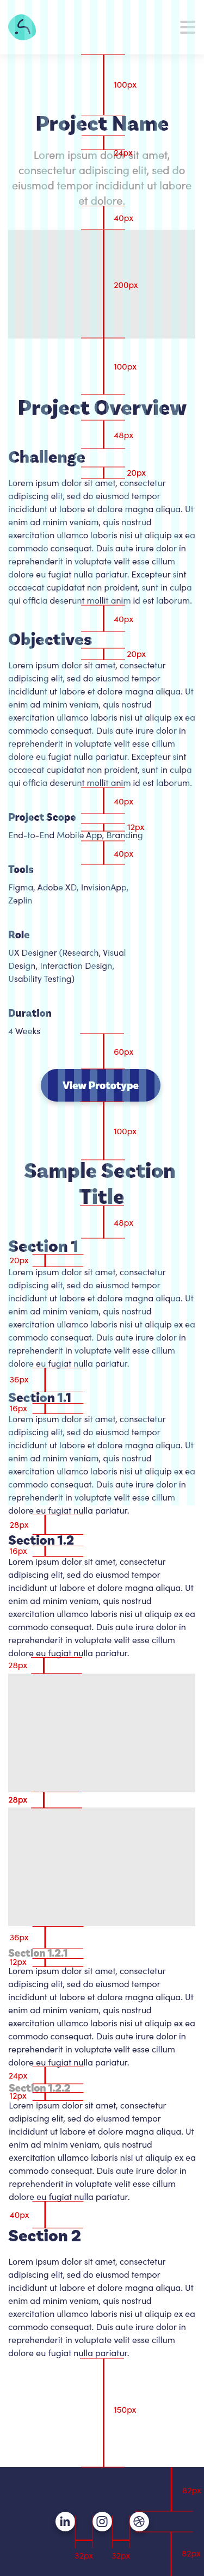 100px
Project Name
24px
Lorem ipsum dolor sit amet,
consectetur adipiscing elit, sed do
eiusmod tempor incididunt ut labore
et dolore.
40px
200px
100px
Project Overview
48px
Challenge
20px
Lorem ipsum dolor sit amet, consectetur
adipiscing elit, sed do eiusmod tempor
incididunt ut labore et dolore magna aliqua. Ut
enim ad minim veniam, quis nostrud
exercitation ullamco laboris nisi ut aliquip ex ea
commodo consequat. Duis aute irure dolor in
reprehenderit in voluptate velit esse cillum
dolore eu fugiat nulla pariatur. Excepteur sint
occaecat cupidatat non proident, sunt in culpa
qui officia deserunt mollit anim id est laborum.
40px
Objectives
20px
Lorem ipsum dolor sit amet, consectetur
adipiscing elit, sed do eiusmod tempor
incididunt ut labore et dolore magna aliqua. Ut
enim ad minim veniam, quis nostrud
exercitation ullamco laboris nisi ut aliquip ex ea
commodo consequat. Duis aute irure dolor in
reprehenderit in voluptate velit esse cillum
dolore eu fugiat nulla pariatur. Excepteur sint
occaecat cupidatat non proident, sunt in culpa
qui officia deserunt mollit anim id est laborum.
40px
Project Scope
12px
End-to-End Mobile App, Branding
40px
Tools
Figma, Adobe XD, InvisionApp,
Zeplin
Role
UX Designer (Research, Visual
Design, Interaction Design,
Usability Testing)
Duration
4 Weeks
60px
View Prototype
100px
Sample Section
Title
48px
Section 1
20px
Lorem ipsum dolor sit amet, consectetur
adipiscing elit, sed do eiusmod tempor
incididunt ut labore et dolore magna aliqua. Ut
enim ad minim veniam, quis nostrud
exercitation ullamco laboris nisi ut aliquip ex ea
commodo consequat. Duis aute irure dolor in
reprehenderit in voluptate velit esse cillum
dolore eu fugiat nulla pariatur.
36px
Section 1.1
16px
Lorem ipsum dolor sit amet, consectetur
adipiscing elit, sed do eiusmod tempor
incididunt ut labore et dolore magna aliqua. Ut
enim ad minim veniam, quis nostrud
exercitation ullamco laboris nisi ut aliquip ex ea
commodo consequat. Duis aute irure dolor in
reprehenderit in voluptate velit esse cillum
dolore eu fugiat nulla pariatur.
28px
Section 1.2
16px
Lorem ipsum dolor sit amet, consectetur
adipiscing elit, sed do eiusmod tempor
incididunt ut labore et dolore magna aliqua. Ut
enim ad minim veniam, quis nostrud
exercitation ullamco laboris nisi ut aliquip ex ea
commodo consequat. Duis aute irure dolor in
reprehenderit in voluptate velit esse cillum
dolore eu fugiat nulla pariatur.
28px
28px
36px
Section 1.2.1
12px
Lorem ipsum dolor sit amet, consectetur
adipiscing elit, sed do eiusmod tempor
incididunt ut labore et dolore magna aliqua. Ut
enim ad minim veniam, quis nostrud
exercitation ullamco laboris nisi ut aliquip ex ea
commodo consequat. Duis aute irure dolor in
reprehenderit in voluptate velit esse cillum
dolore eu fugiat nulla pariatur.
24px
Section 1.2.2
12px
Lorem ipsum dolor sit amet, consectetur
adipiscing elit, sed do eiusmod tempor
incididunt ut labore et dolore magna aliqua. Ut
enim ad minim veniam, quis nostrud
exercitation ullamco laboris nisi ut aliquip ex ea
commodo consequat. Duis aute irure dolor in
reprehenderit in voluptate velit esse cillum
dolore eu fugiat nulla pariatur.
40px
Section 2
Lorem ipsum dolor sit amet, consectetur
adipiscing elit, sed do eiusmod tempor
incididunt ut labore et dolore magna aliqua. Ut
enim ad minim veniam, quis nostrud
exercitation ullamco laboris nisi ut aliquip ex ea
commodo consequat. Duis aute irure dolor in
reprehenderit in voluptate velit esse cillum
dolore eu fugiat nulla pariatur.
150px
in
32px 32px